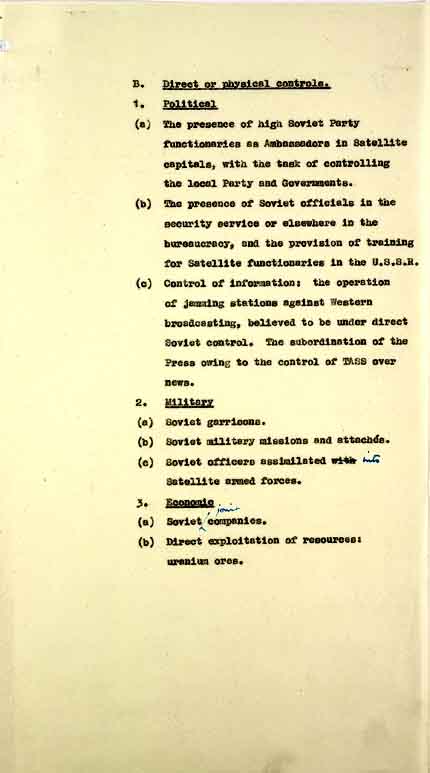 B. Direct or physical controls.
1. Political
(a) The presence of high Soviet Party
functionaries as Ambassadors in Satellite
capitals, with the task of controlling
the local Party and Governments.
(b) The presence of Soviet officials in the
security service or elsewhere in the
bureaucracy, and the provision of training
for Satellite functionaries in the U.S.S.R.
(c) Control of information: the operation
of jamming stations against Western
broadcasting, believed to be under direct
Soviet control. The subordination of the
Press owing to the control of TASS over
news.
2. Military
(a) Soviet garrisons.
(b) Soviet military missions and attachés.
(c) Soviet officers assimilated with into
Satellite armed forces.
3. Economic
(a) Soviet joint companies.
(b) Direct exploitation of resources:
uranium ores.